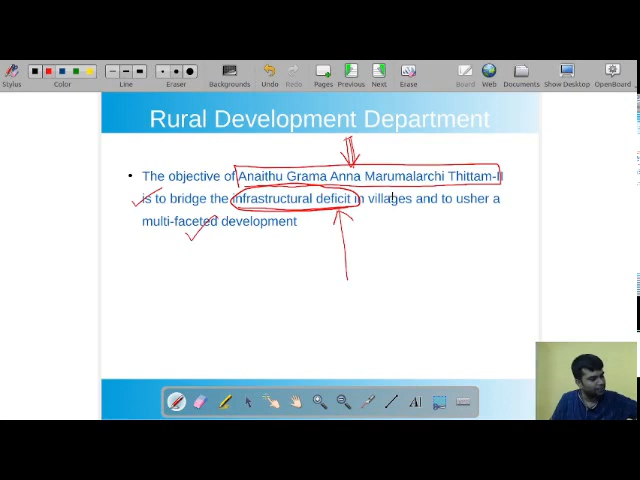 Stylus
Color
Line
Eraser
Backgrounds
Undo
Redo
Pages
Previous
Next
Erase
Board
Web
Documents
Show Desktop
OpenBoard
Rural Development Department
• The objective of Anaithu Grama Anna Marumalarchi Thittam-II
is to bridge the infrastructural deficit in villages and to usher a
multi-faceted development